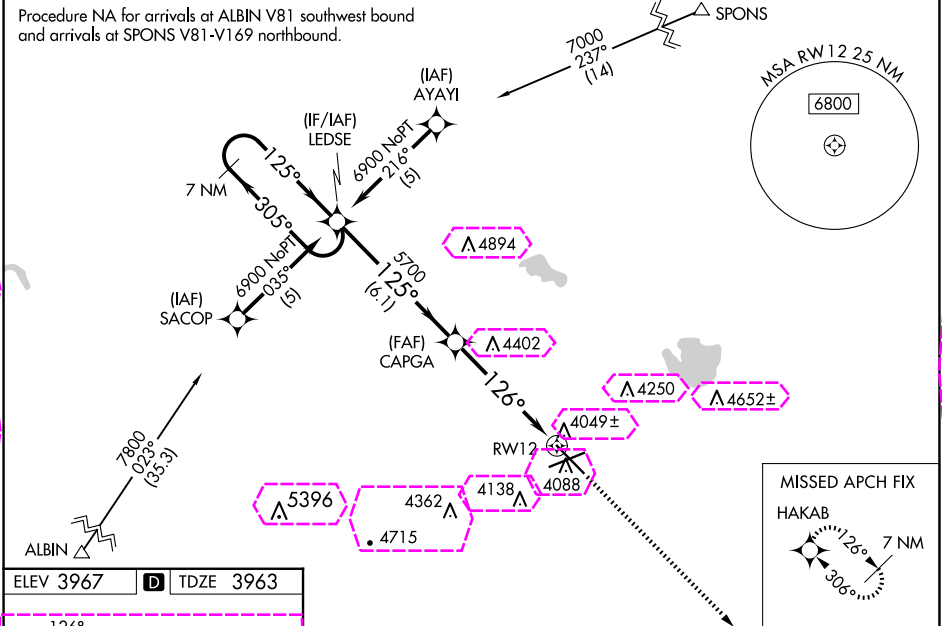 Procedure NA for arrivals at ALBIN V81 southwest bound
and arrivals at SPONS V81-V169 northbound.
SPONS
7000
237°
(14)
MSA RW12 25 NM
6800
(IAF)
AYAYI
(IF/IAF)
LEDSE
6900 NoPT
216°
(5)
125°
7 NM
305°
6900 NoPT
035°
(5)
(IAF)
SACOP
4894
5700
125°
(6.1)
(FAF)
CAPGA
4402
126°
4250
4652±
4049±
RW12
4088
7800
023°
(35.3)
ALBIN
5396
4362
4715
4138
MISSED APCH FIX
HAKAB
126°
7 NM
306°
ELEV 3967
D
TDZE 3963